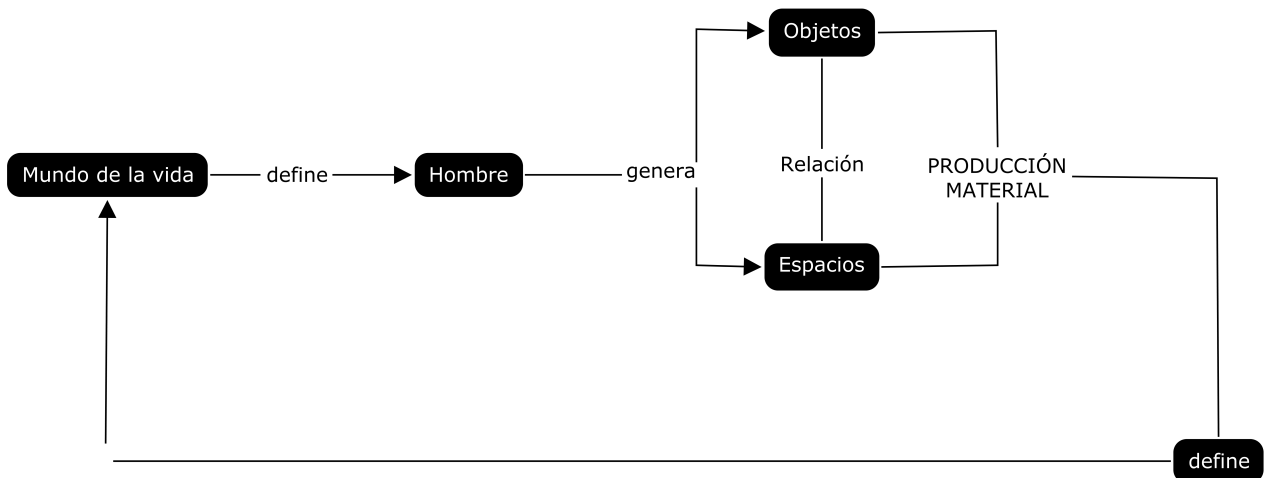 Objetos
Mundo de la vida
define
Hombre
genera
Relación
PRODUCCIÓN
MATERIAL
Espacios
define